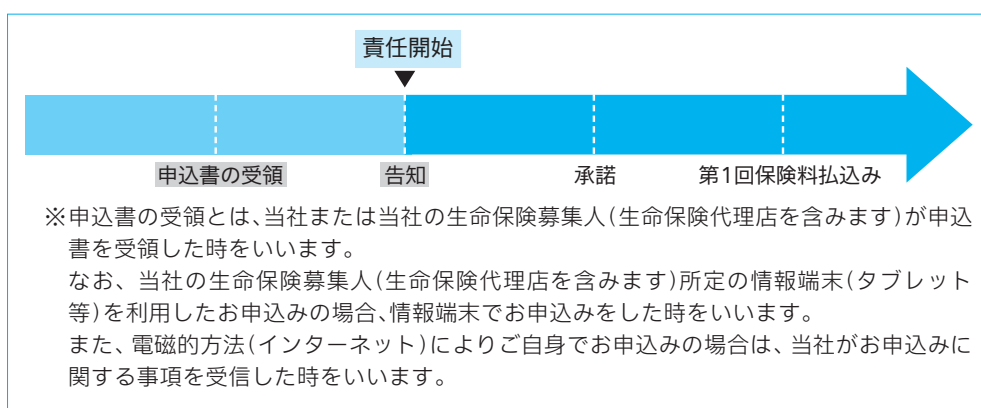 責任開始
▼
申込書の受領 告知 承諾 第1回保険料払込み
※申込書の受領とは、当社または当社の生命保険募集人(生命保険代理店を含みます)が申込
書を受領した時をいいます。
なお、当社の生命保険募集人(生命保険代理店を含みます)所定の情報端末(タブレット
等)を利用したお申込みの場合、情報端末でお申込みをした時をいいます。
また、電磁的方法(インターネット)によりご自身でお申込みの場合は、当社がお申込みに
関する事項を受信した時をいいます。